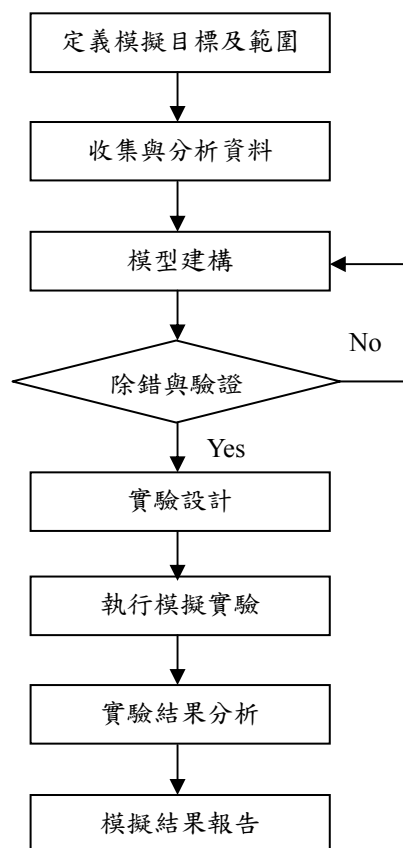 定義模擬目標及範圍
收集與分析資料
模型建構
No
除錯與驗證
Yes
實驗設計
執行模擬實驗
實驗結果分析
模擬結果報告